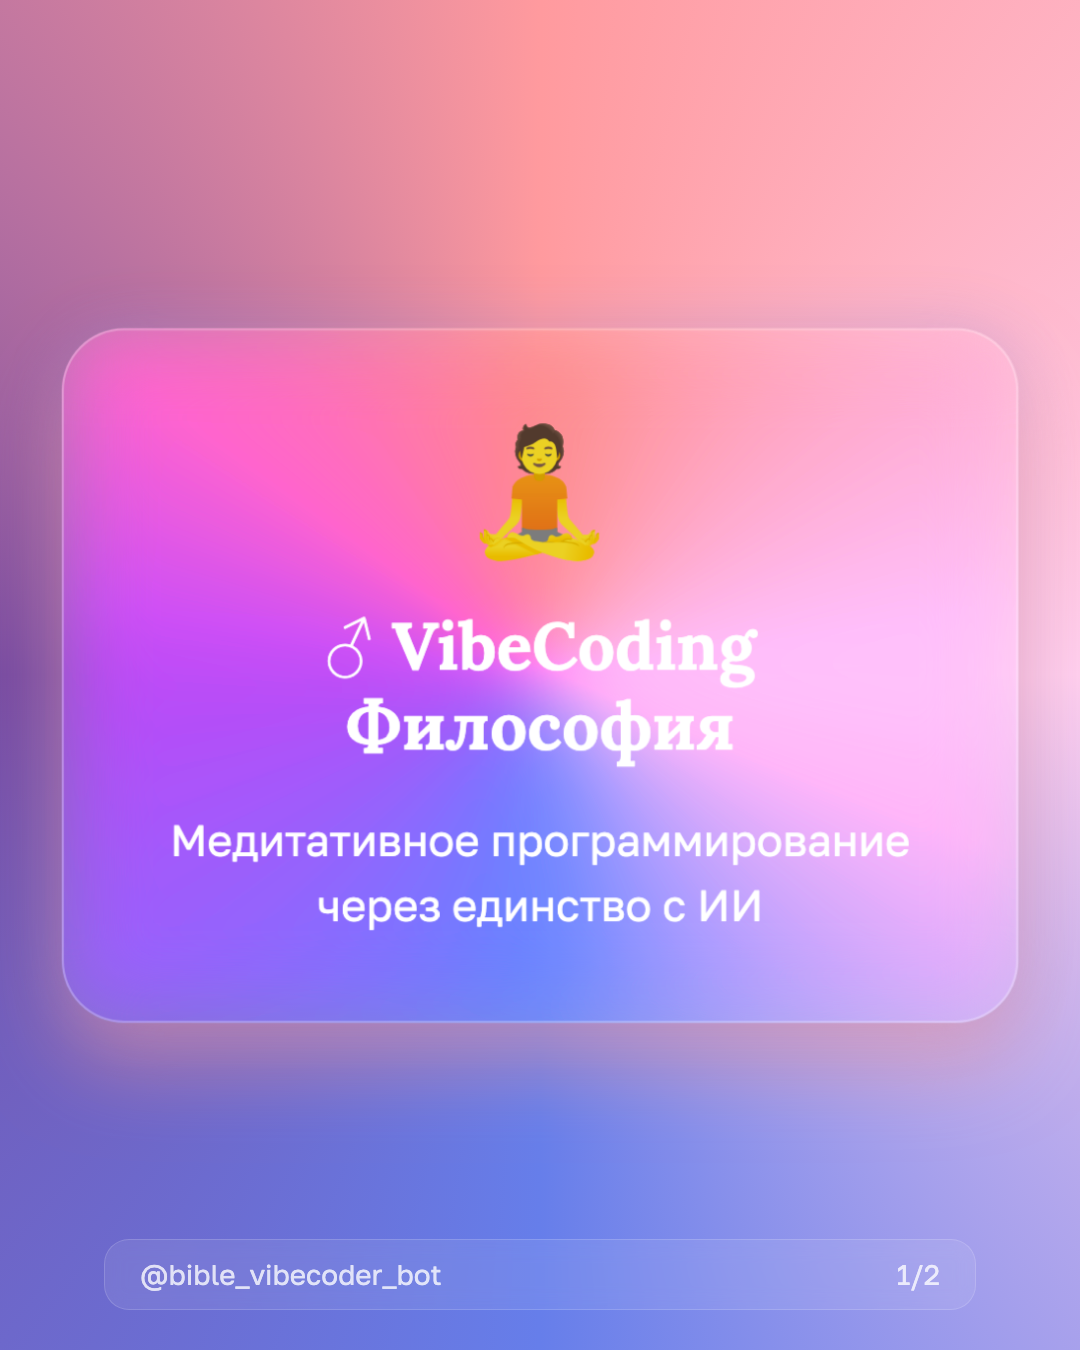 ♂ VibeCoding
Философия
Медитативное программирование
через единство с ИИ
@bible_vibecoder_bot
1/2